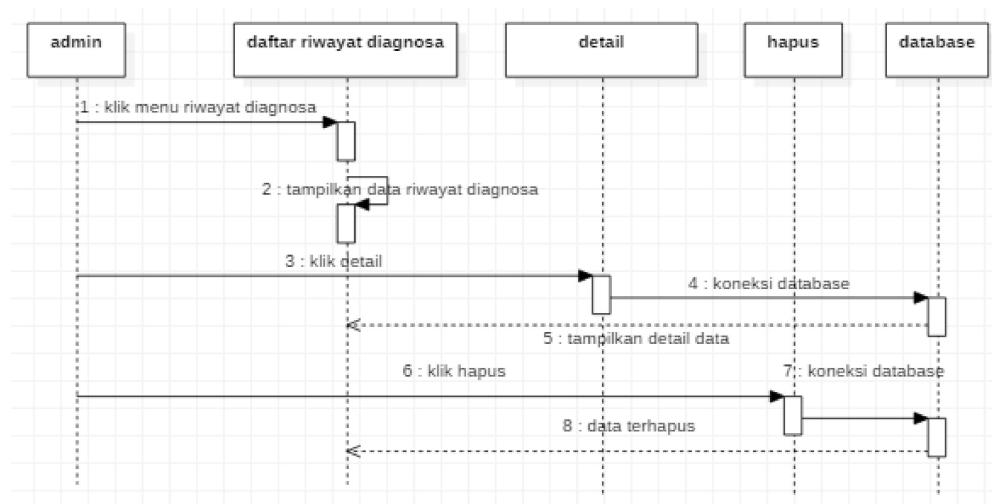 admin
daftar riwayat diagnosa
detail
hapus
database
1 : klik menu riwayat diagnosa
2 : tampilkan data riwayat diagnosa
3 : klik detail
4 : koneksi database
5 : tampilkan detail data
6 : klik hapus
7 : koneksi database
8 : data terhapus